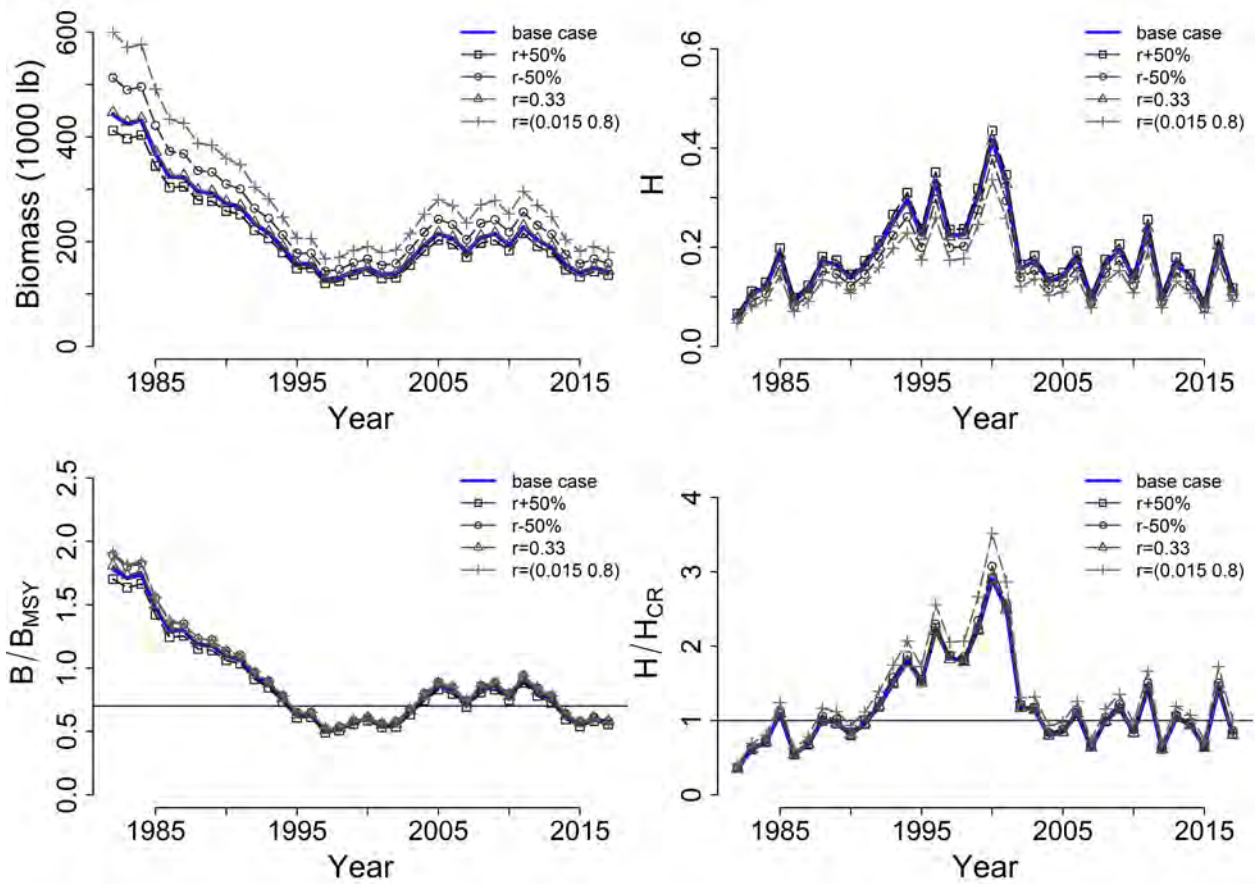 Biomass (1000 lb)
0 200 400 600
base case
r+50%
r-50%
r=0.33
r=(0.015 0.8)
1985 1995 2005 2015
Year
H
0.0 0.2 0.4 0.6
base case
r+50%
r-50%
r=0.33
r=(0.015 0.8)
1985 1995 2005 2015
Year
B/BMSY
0.0 0.5 1.0 1.5 2.0 2.5
base case
r+50%
r-50%
r=0.33
r=(0.015 0.8)
1985 1995 2005 2015
Year
H/HCR
0 1 2 3 4
base case
r+50%
r-50%
r=0.33
r=(0.015 0.8)
1985 1995 2005 2015
Year